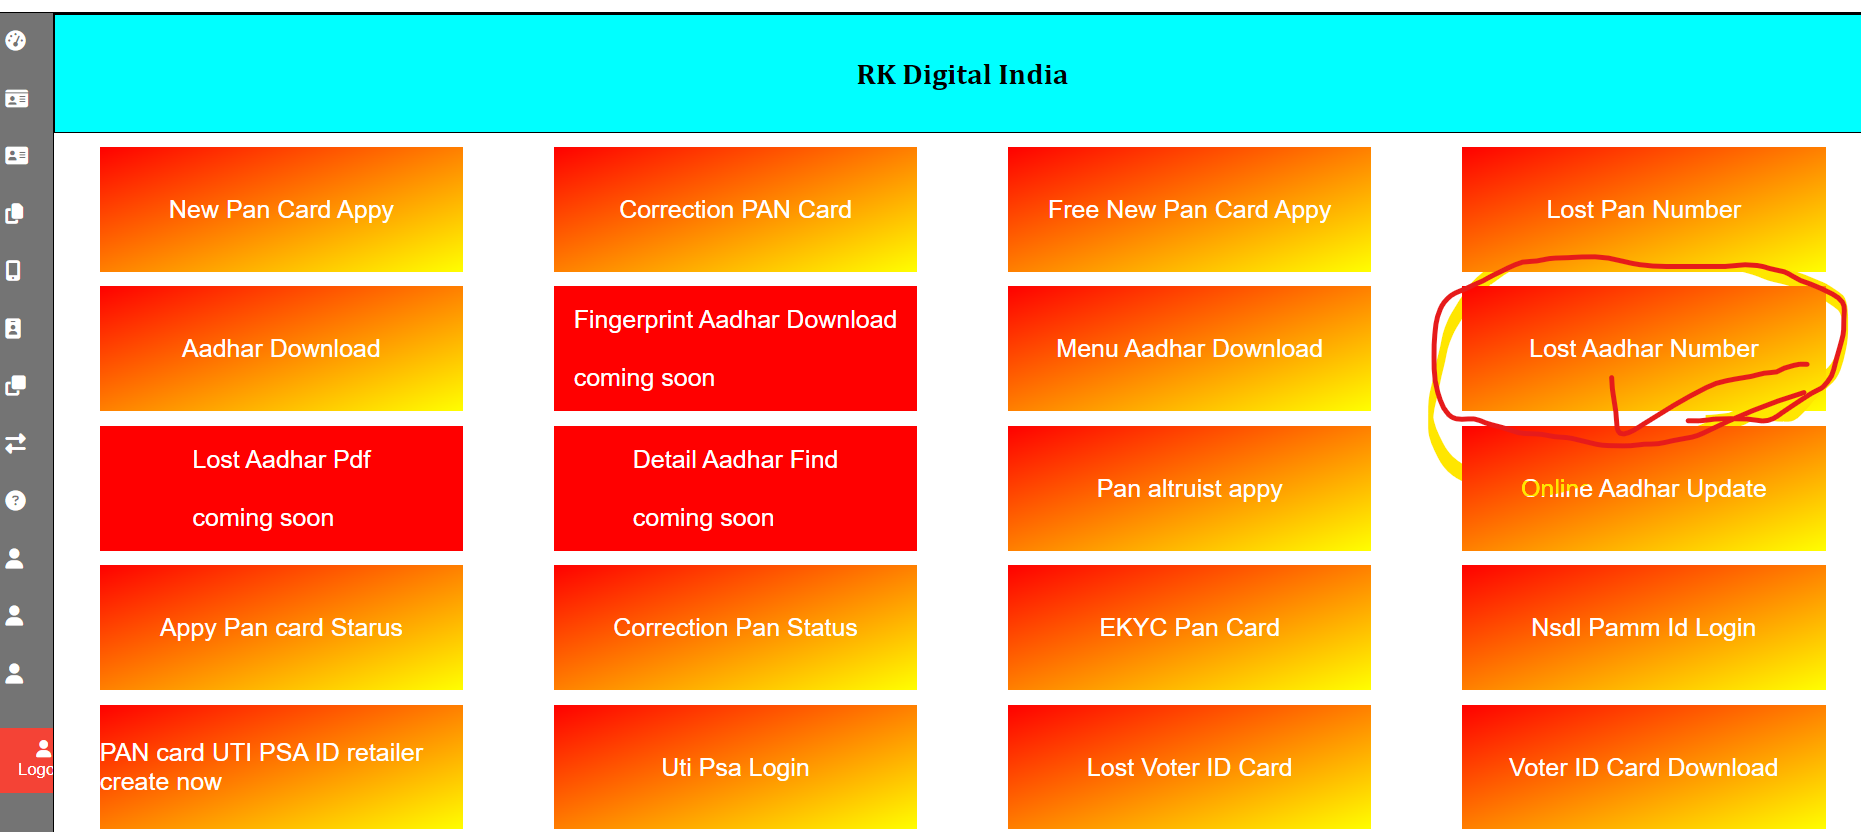 RK Digital India
New Pan Card Appy
Correction PAN Card
Free New Pan Card Appy
Lost Pan Number
Aadhar Download
Fingerprint Aadhar Download
coming soon
Menu Aadhar Download
Lost Aadhar Number
Lost Aadhar Pdf
coming soon
Detail Aadhar Find
coming soon
Pan altruist appy
Online Aadhar Update
Appy Pan card Starus
Correction Pan Status
EKYC Pan Card
Nsdl Pamm Id Login
Logo
PAN card UTI PSA ID retailer
create now
Uti Psa Login
Lost Voter ID Card
Voter ID Card Download